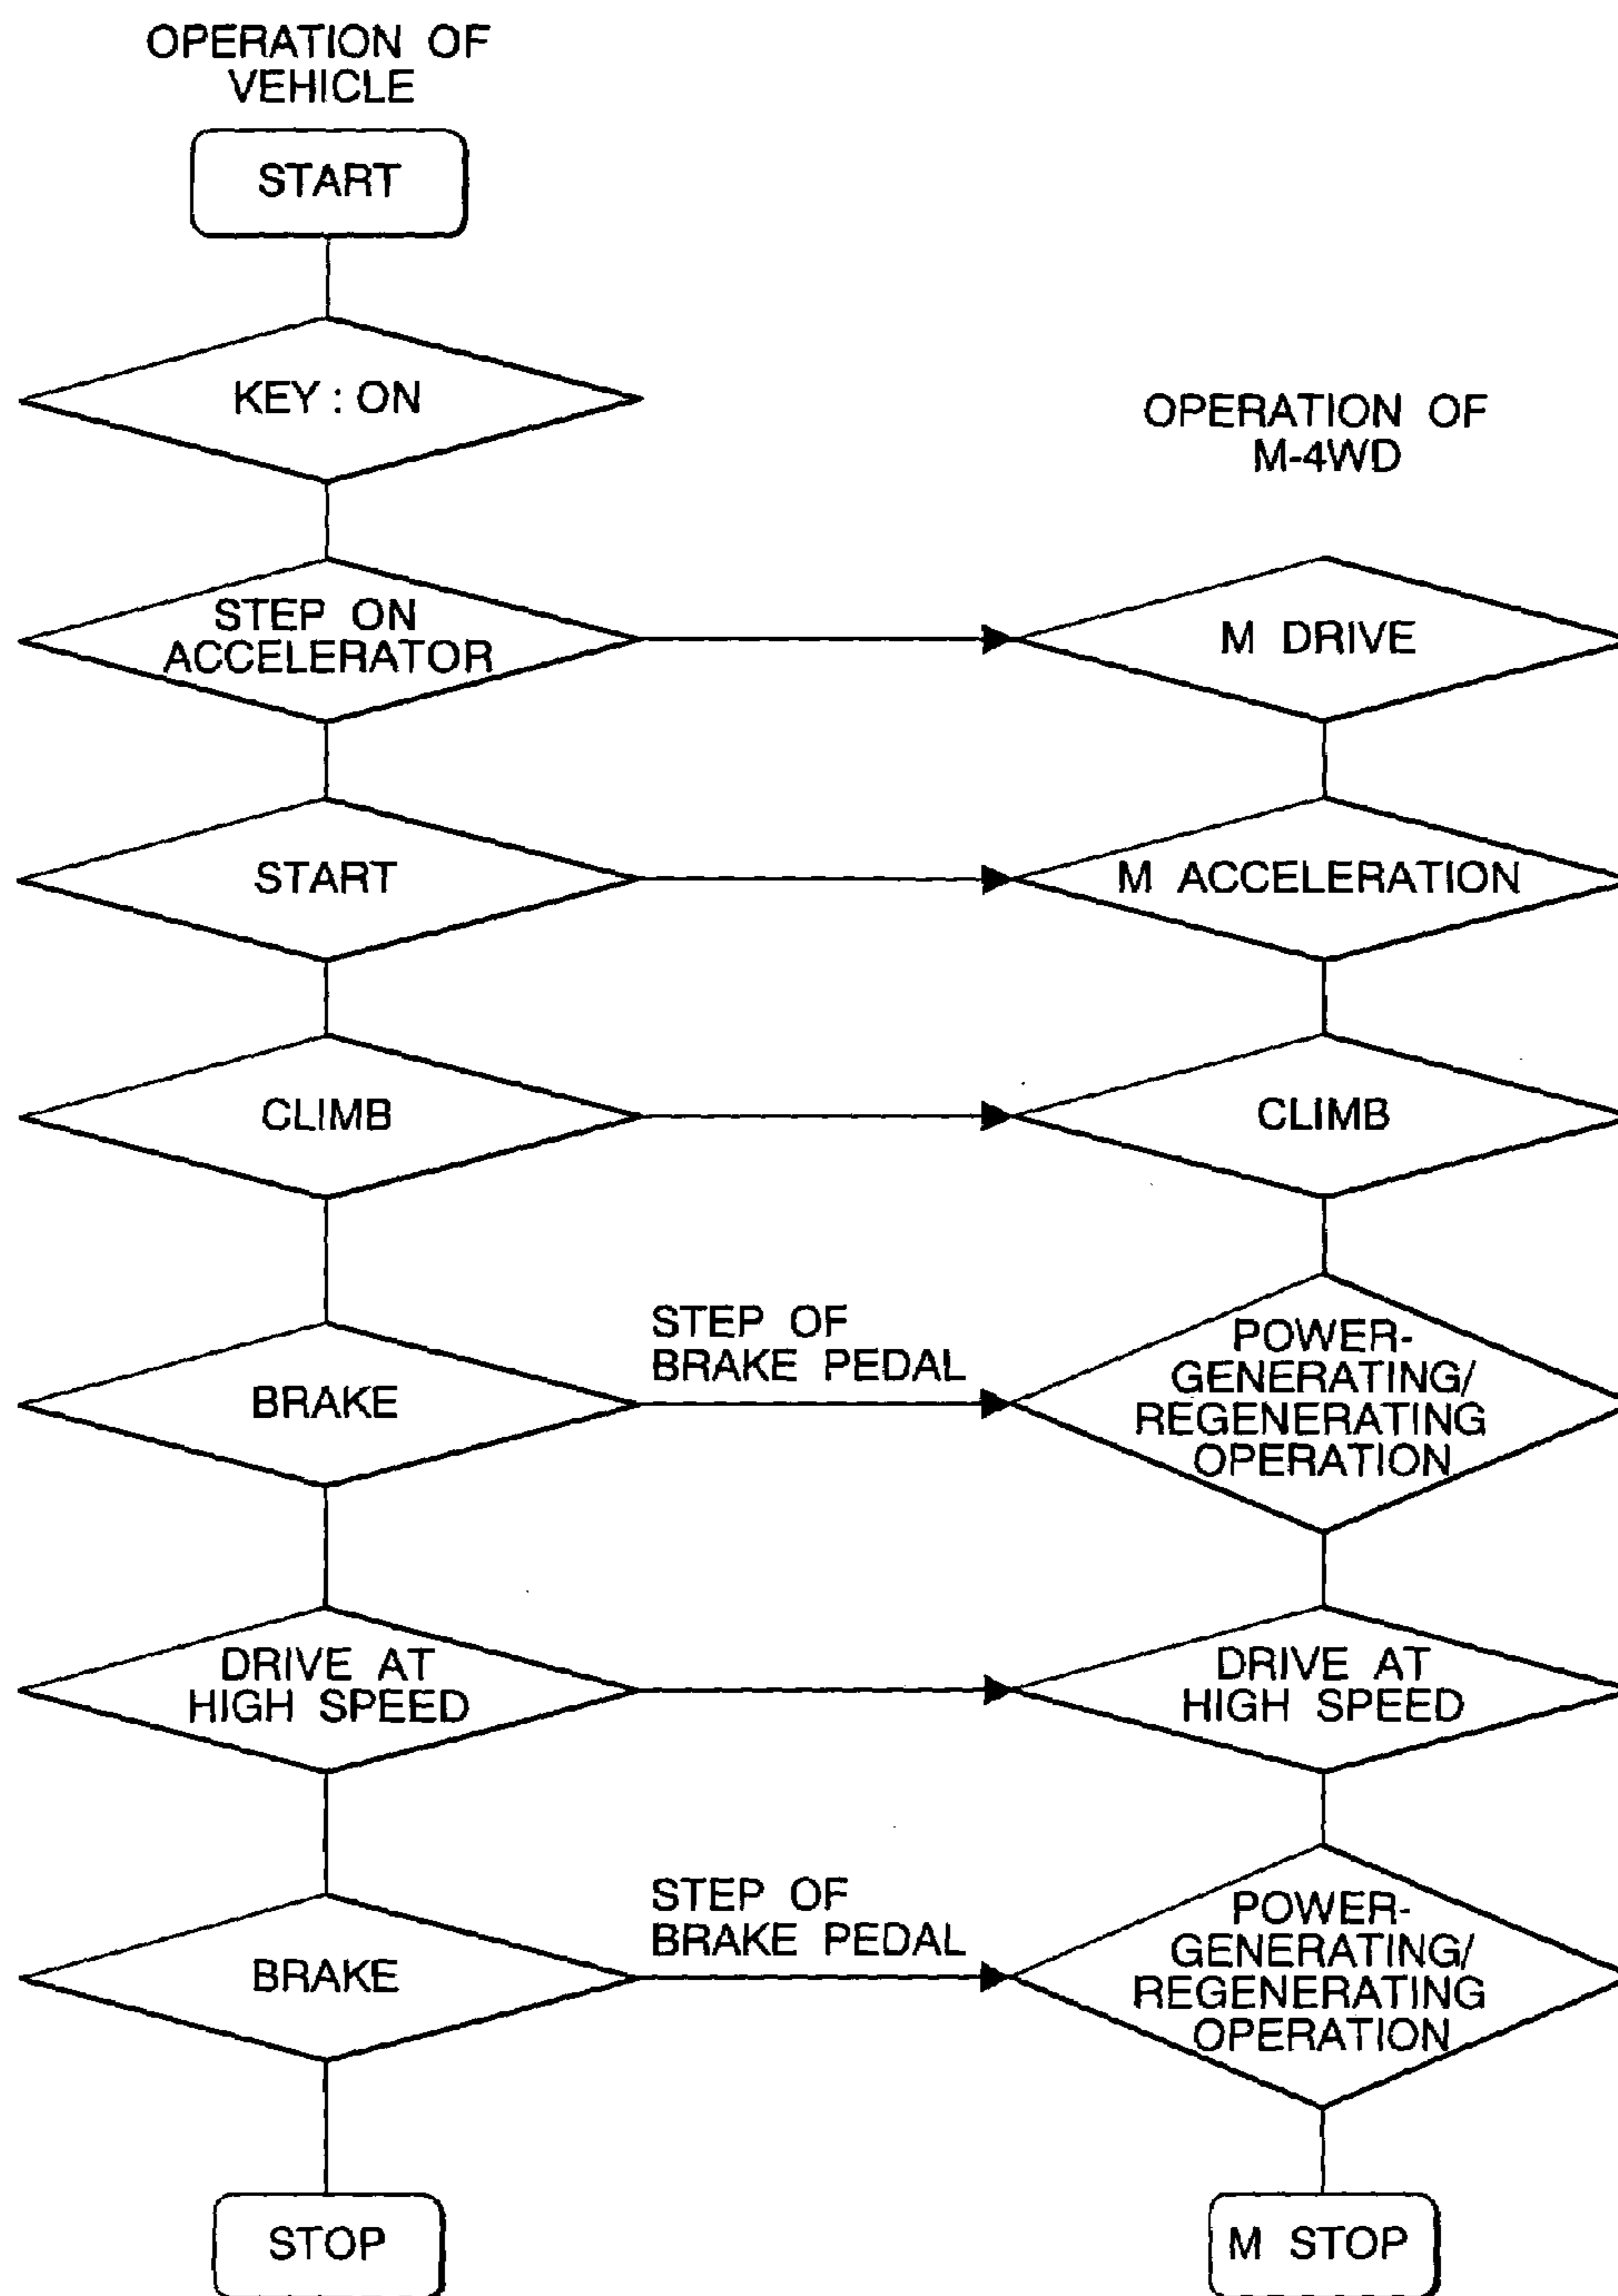 OPERATION OF
VEHICLE
START
KEY : ON
OPERATION OF
M-4WD
STEP ON
ACCELERATOR
M DRIVE
START
M ACCELERATION
CLIMB
CLIMB
BRAKE
STEP OF
BRAKE PEDAL
POWER-
GENERATING/
REGENERATING
OPERATION
DRIVE AT
HIGH SPEED
DRIVE AT
HIGH SPEED
BRAKE
STEP OF
BRAKE PEDAL
POWER-
GENERATING/
REGENERATING
OPERATION
STOP
M STOP